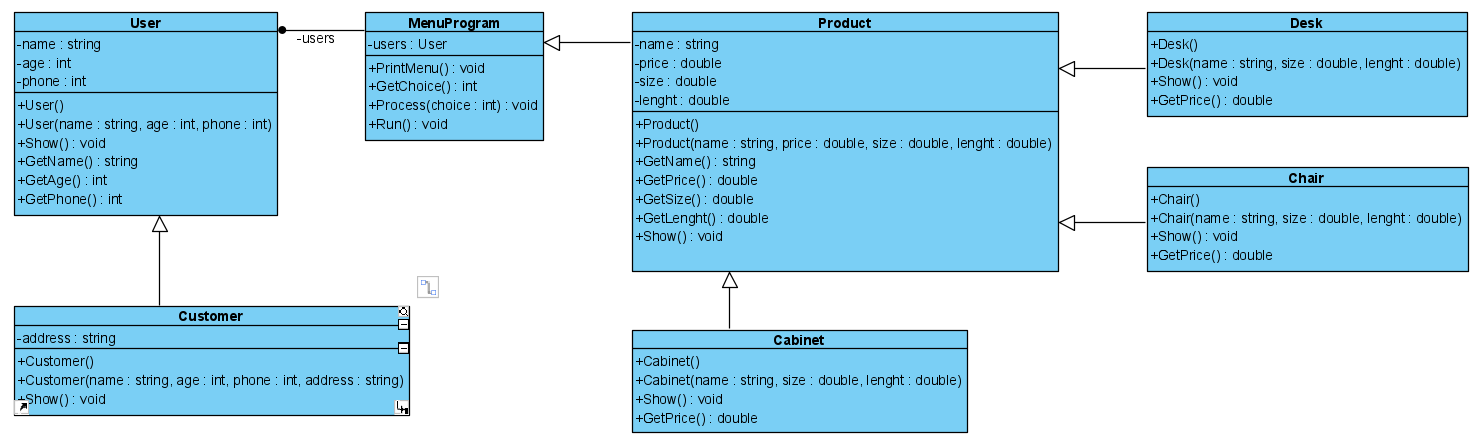 User
-name : string
-age : int
-phone : int
+User()
+User(name : string, age : int, phone : int)
+Show() : void
+GetName() : string
+GetAge() : int
+GetPhone() : int
-users
MenuProgram
-users : User
+PrintMenu() : void
+GetChoice() : int
+Process(choice : int) : void
+Run() : void
Product
-name : string
-price : double
-size : double
-lenght : double
+Product()
+Product(name : string, price : double, size : double, lenght : double)
+GetName() : string
+GetPrice() : double
+GetSize() : double
+GetLenght() : double
+Show() : void
Desk
+Desk()
+Desk(name : string, size : double, lenght : double)
+Show() : void
+GetPrice() : double
Chair
+Chair()
+Chair(name : string, size : double, lenght : double)
+Show() : void
+GetPrice() : double
Customer
-address : string
+Customer()
+Customer(name : string, age : int, phone : int, address : string)
+Show() : void
Cabinet
+Cabinet()
+Cabinet(name : string, size : double, lenght : double)
+Show() : void
+GetPrice() : double